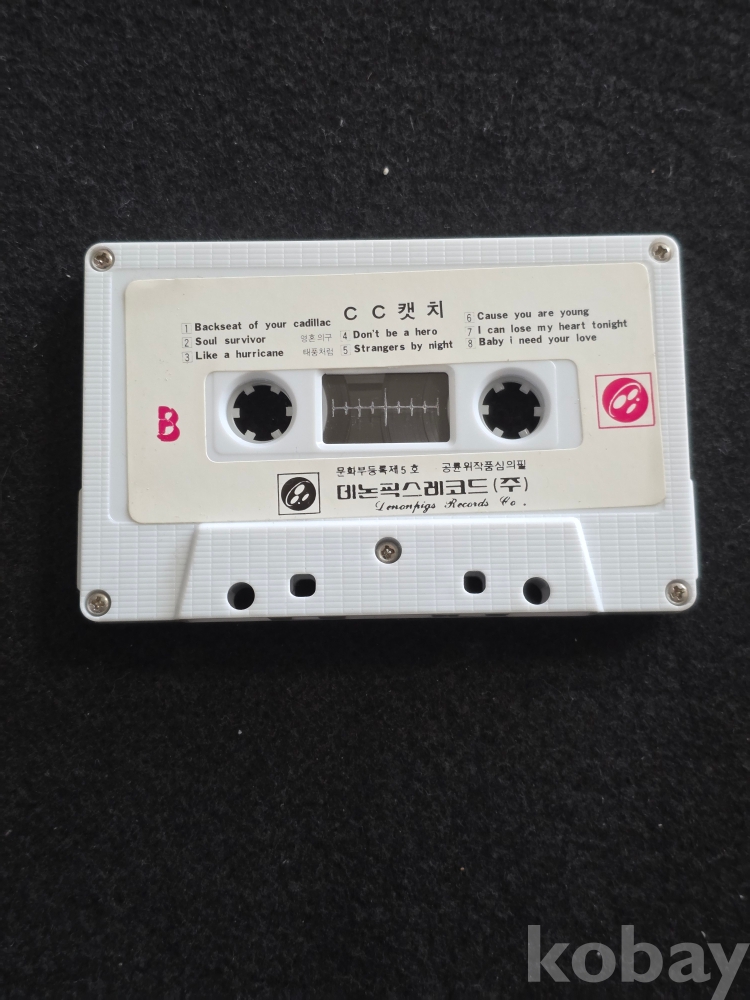 C C 캣 치
1 Backseat of your cadillac
2 Soul survivor 영혼의구
3 Like a hurricane 태풍처럼
4 Don't be a hero
5 Strangers by night
6 Cause you are young
7 I can lose my heart tonight
8 Baby i need your love
B
문화부등록제5호 공륜위작품심의필
데논픽스레코드(주)
Denonpigs Records Co.
kobay